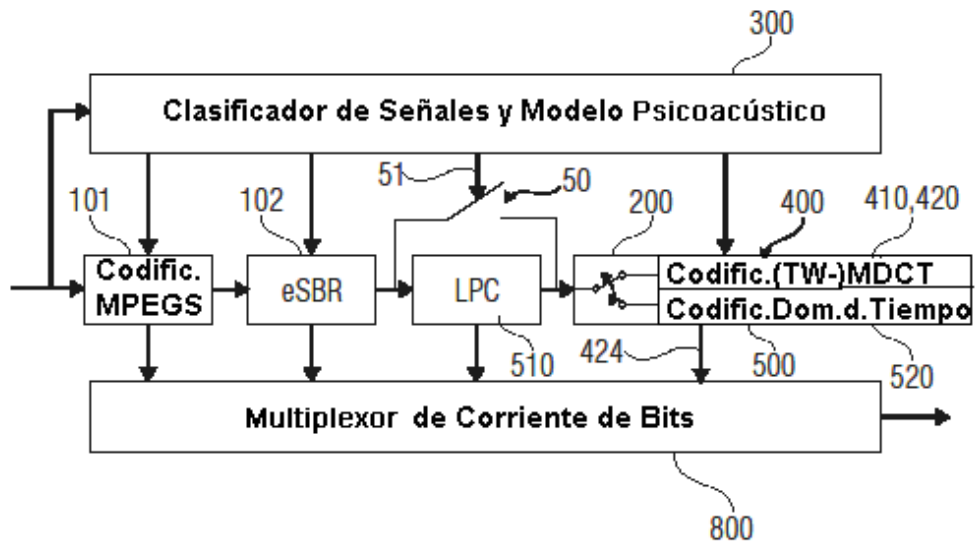 300
Clasificador de Señales y Modelo Psicoacústico
51
50
101
102
200
400
410,420
Codific.
MPEGS
eSBR
LPC
Codific.(TW-)MDCT
Codific.Dom.d.Tiempo
510
424
500
520
Multiplexor de Corriente de Bits
800